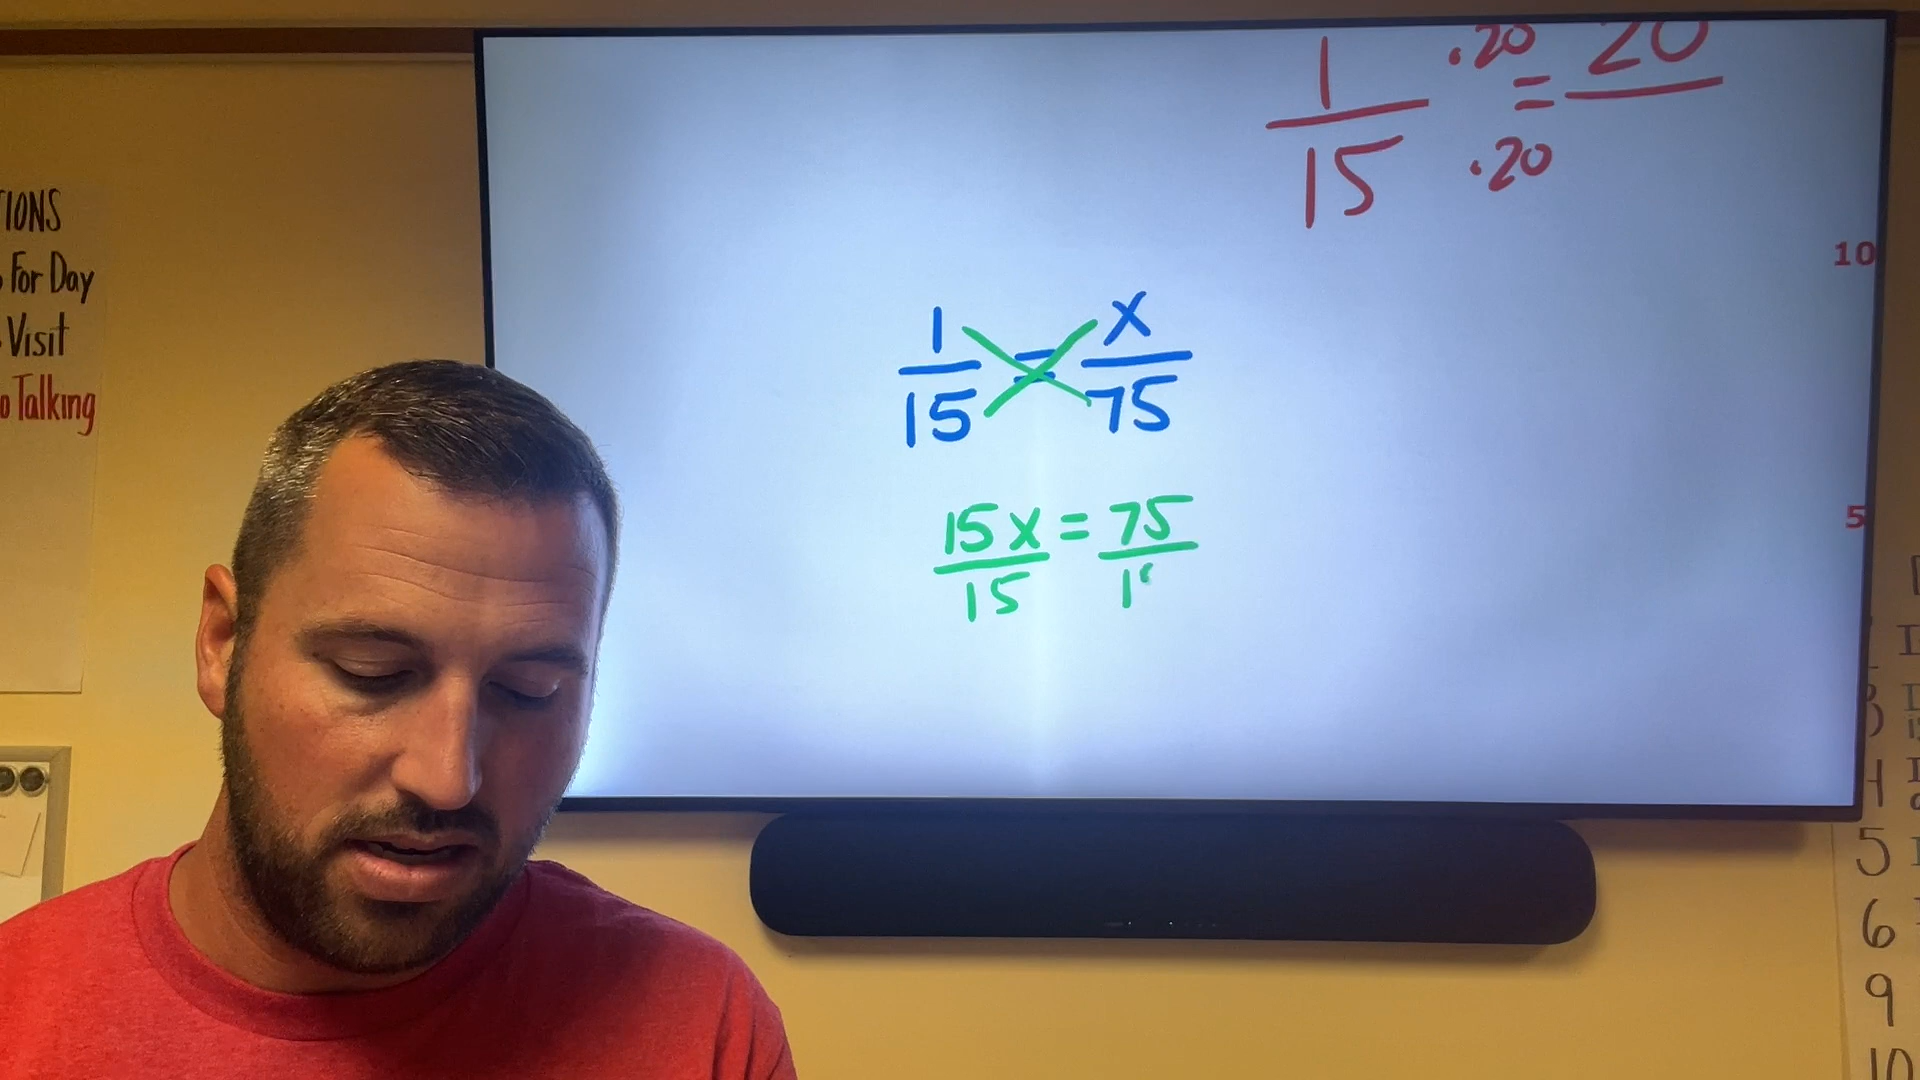 TIONS
For Day
Visit
o Talking
1/15 ·20/·20 = 20/
10
1/15 = x/75
5
15x/15 = 75/1
5
6
9
10